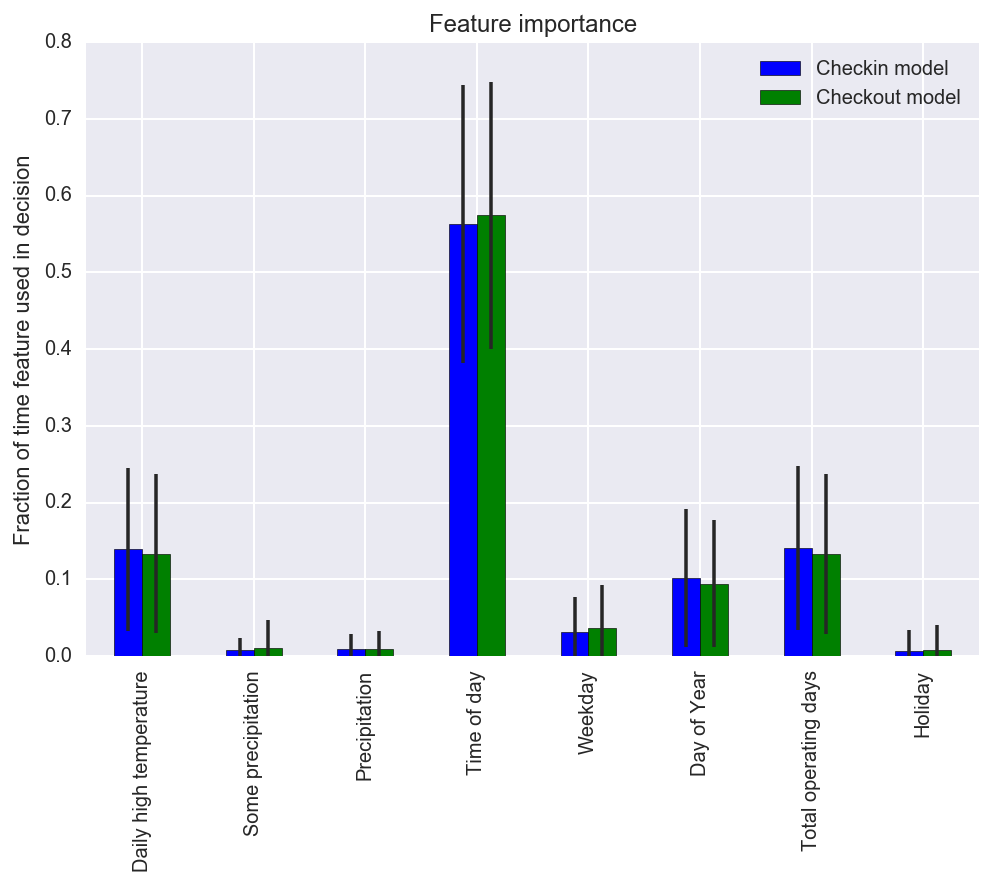 Feature importance
Checkin model
Checkout model
Fraction of time feature used in decision
0.8
0.7
0.6
0.5
0.4
0.3
0.2
0.1
0.0
Daily high temperature
Some precipitation
Precipitation
Time of day
Weekday
Day of Year
Total operating days
Holiday